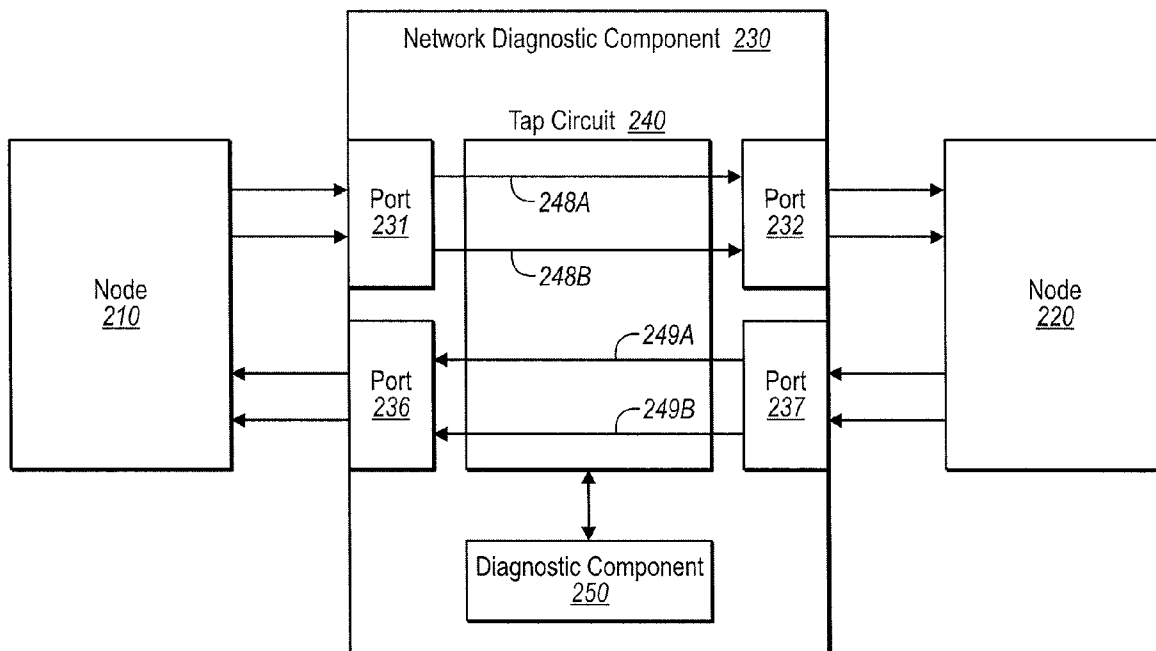 Network Diagnostic Component 230
Tap Circuit 240
Node
210
Port
231
248A
248B
Port
232
Node
220
Port
236
249A
249B
Port
237
Diagnostic Component
250